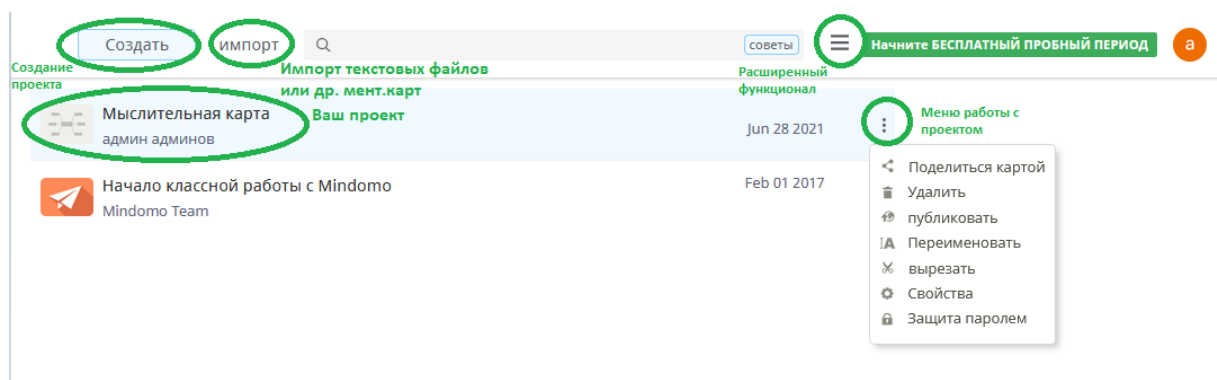 Создать
импорт
советы
Начните БЕСПЛАТНЫЙ ПРОБНЫЙ ПЕРИОД
a
Создание
проекта
Импорт текстовых файлов
или др. мент.карт
Расширенный
функционал
Мыслительная карта
админ админов
Ваш проект
Jun 28 2021
Меню работы с
проектом
Начало классной работы с Mindomo
Mindomo Team
Feb 01 2017
Поделиться картой
Удалить
публиковать
Переименовать
вырезать
Свойства
Защита паролем